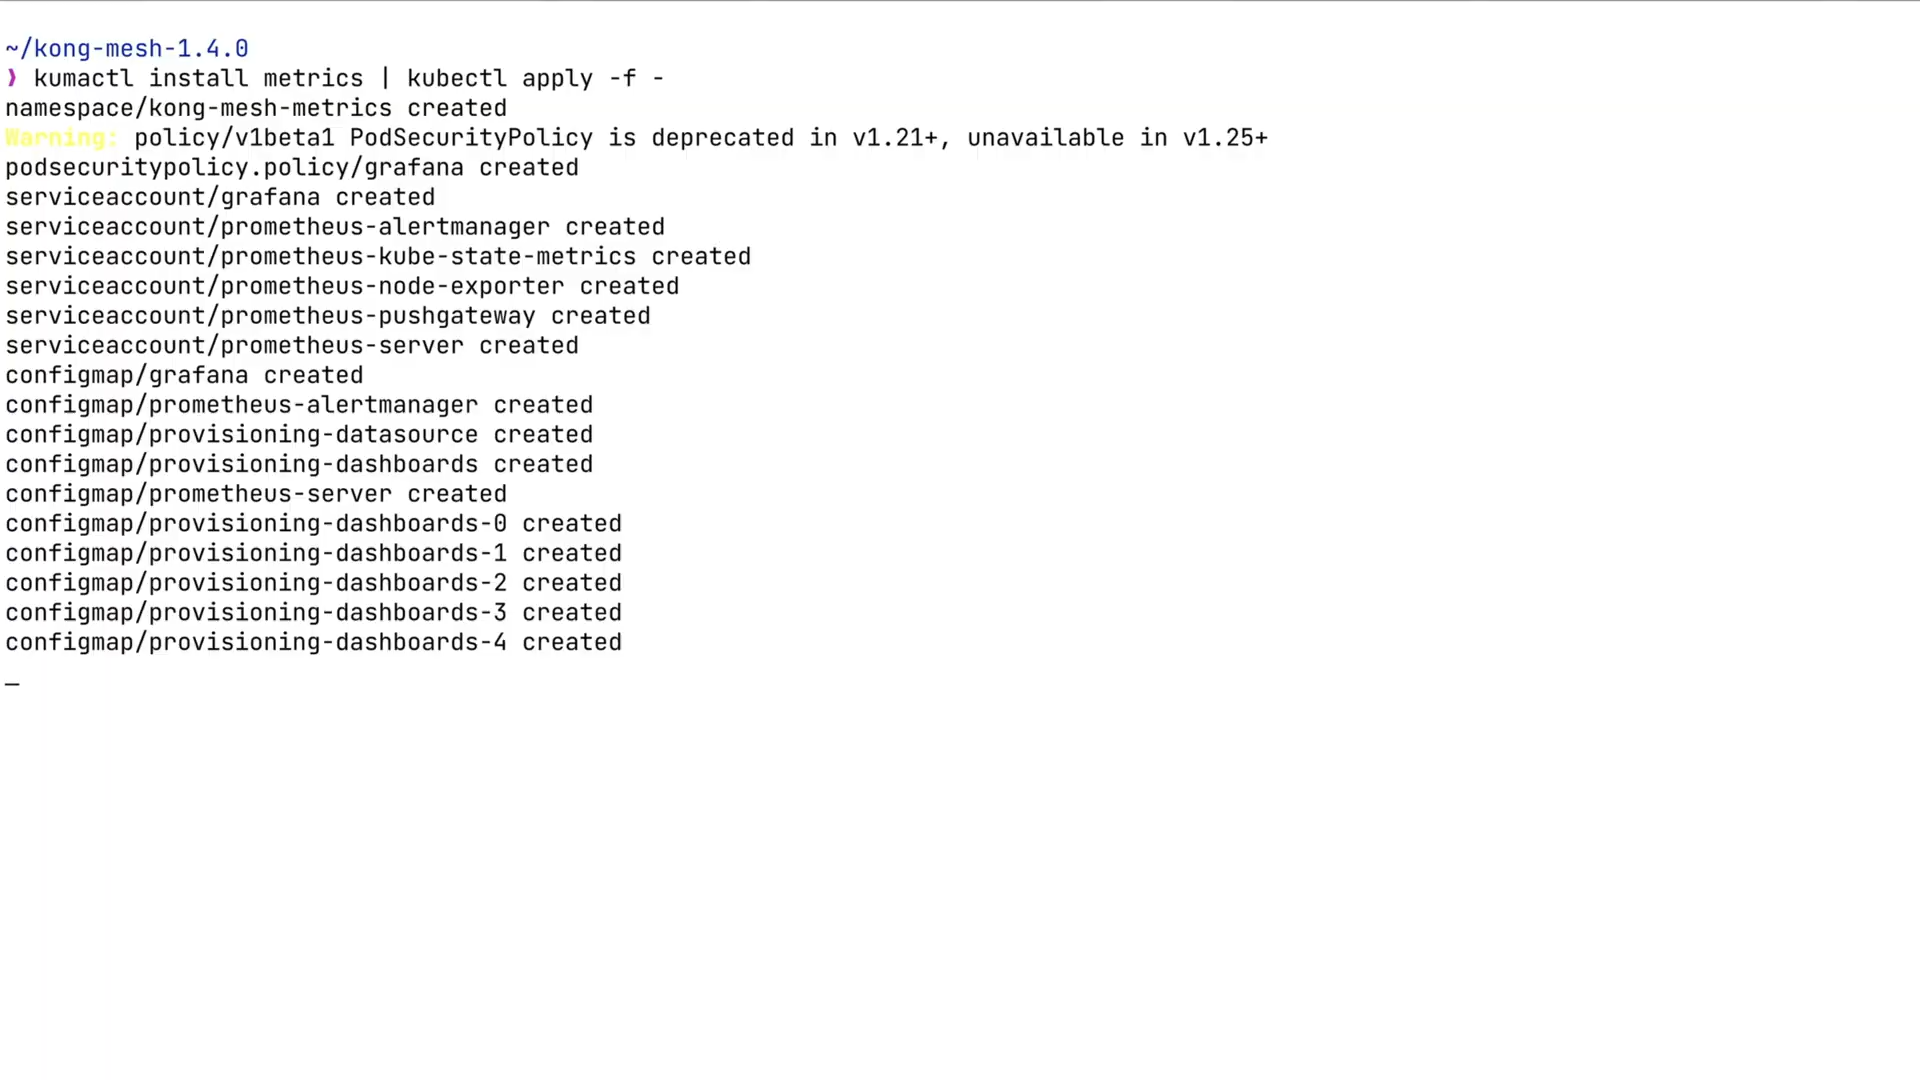 ~/kong-mesh-1.4.0
❯ kumactl install metrics | kubectl apply -f -
namespace/kong-mesh-metrics created
Warning: policy/v1beta1 PodSecurityPolicy is deprecated in v1.21+, unavailable in v1.25+
podsecuritypolicy.policy/grafana created
serviceaccount/grafana created
serviceaccount/prometheus-alertmanager created
serviceaccount/prometheus-kube-state-metrics created
serviceaccount/prometheus-node-exporter created
serviceaccount/prometheus-pushgateway created
serviceaccount/prometheus-server created
configmap/grafana created
configmap/prometheus-alertmanager created
configmap/provisioning-datasource created
configmap/provisioning-dashboards created
configmap/prometheus-server created
configmap/provisioning-dashboards-0 created
configmap/provisioning-dashboards-1 created
configmap/provisioning-dashboards-2 created
configmap/provisioning-dashboards-3 created
configmap/provisioning-dashboards-4 created